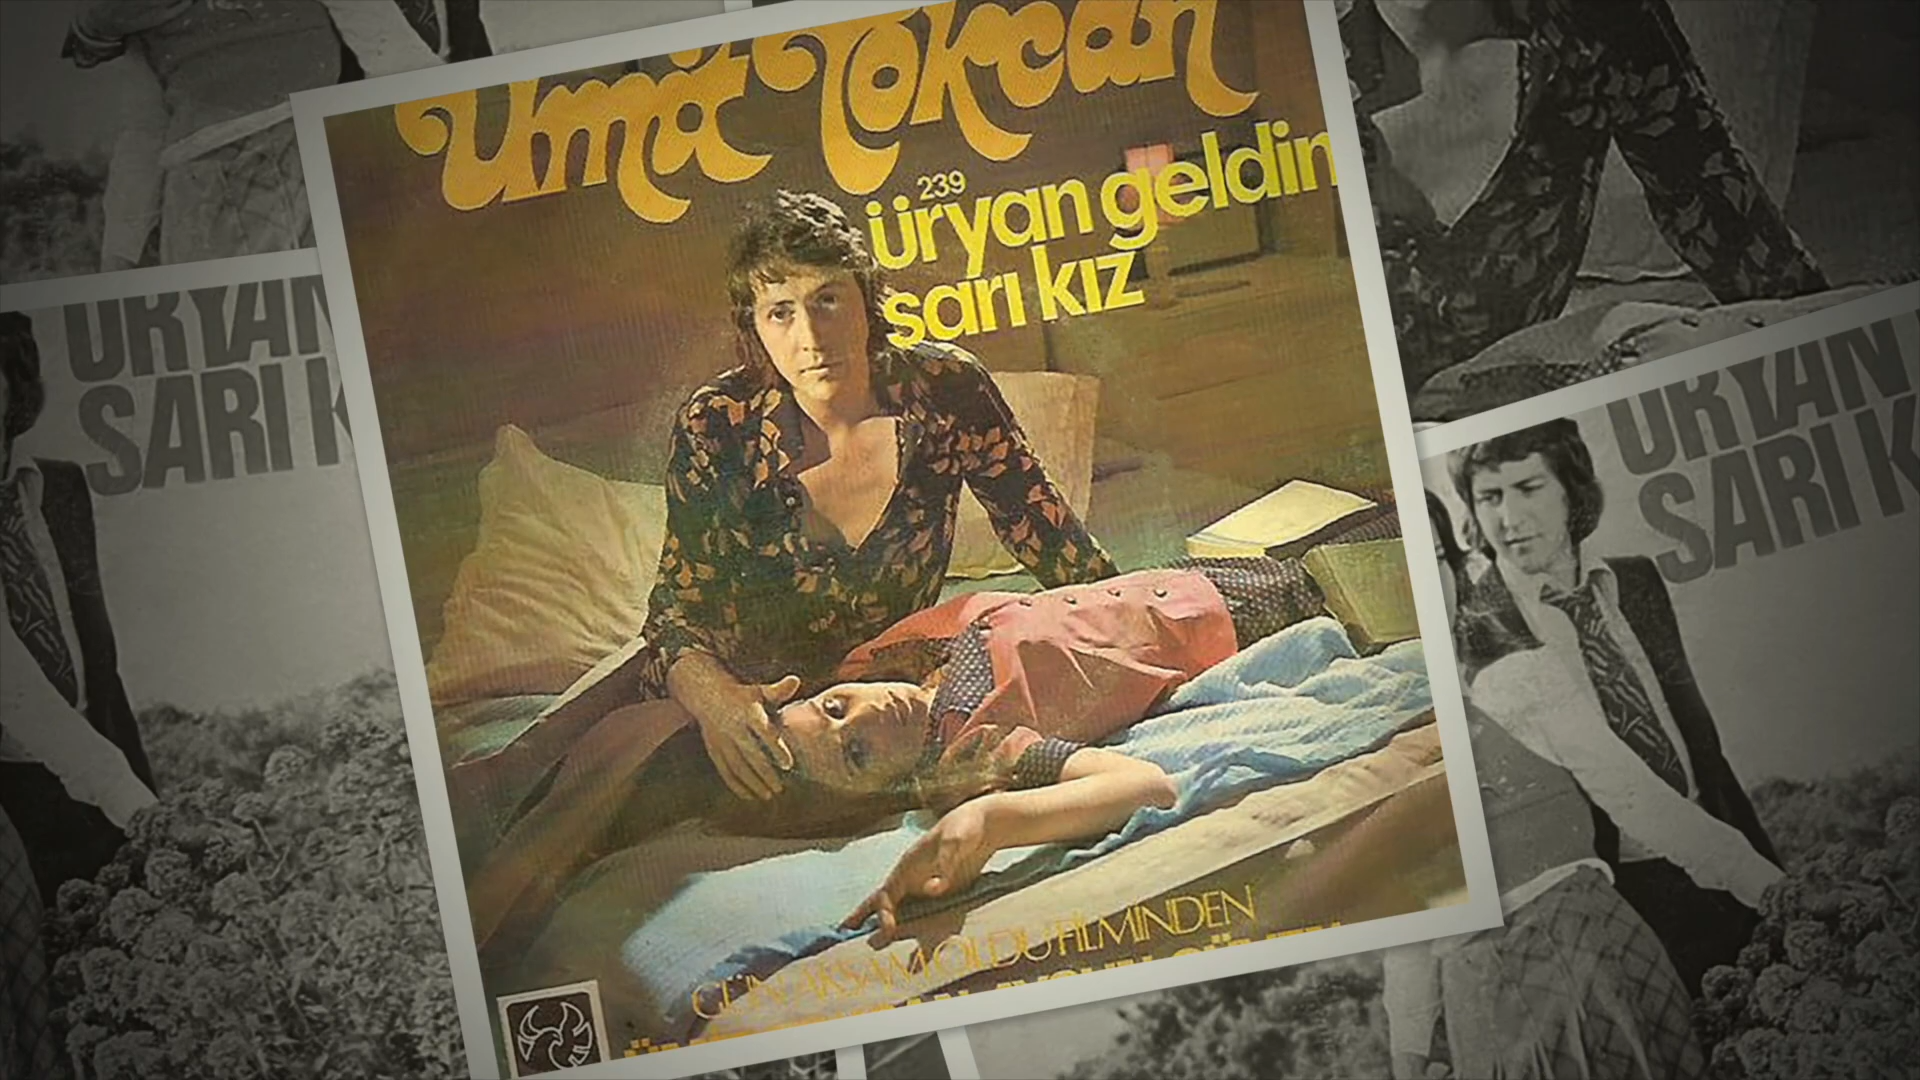 Ümit Tokcan
239
üryan geldim
sarı kız
GÜN AKŞAM OLDU FİLMİNDEN
ÜRYAN
SARI K
ÜRYAN
SARI K